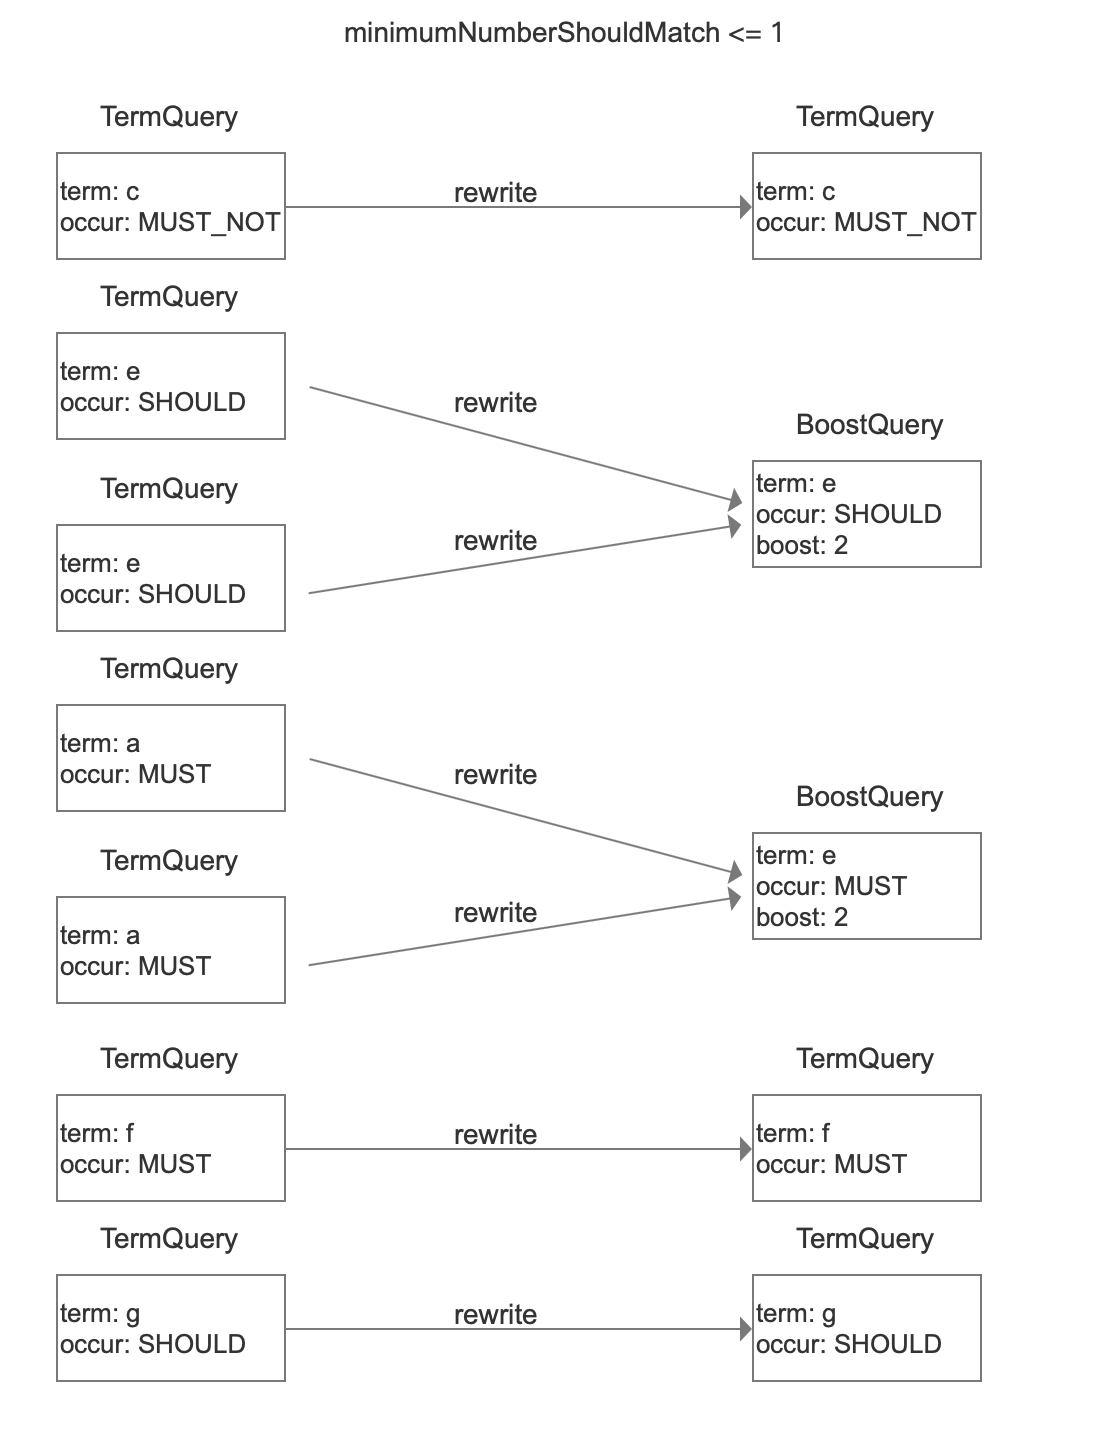 minimumNumberShouldMatch <= 1
TermQuery
TermQuery
term: c
occur: MUST_NOT
rewrite
term: c
occur: MUST_NOT
TermQuery
term: e
occur: SHOULD
rewrite
BoostQuery
term: e
occur: SHOULD
boost: 2
TermQuery
term: e
occur: SHOULD
rewrite
TermQuery
term: a
occur: MUST
rewrite
BoostQuery
term: e
occur: MUST
boost: 2
TermQuery
term: a
occur: MUST
rewrite
TermQuery
TermQuery
term: f
occur: MUST
rewrite
term: f
occur: MUST
TermQuery
TermQuery
term: g
occur: SHOULD
rewrite
term: g
occur: SHOULD